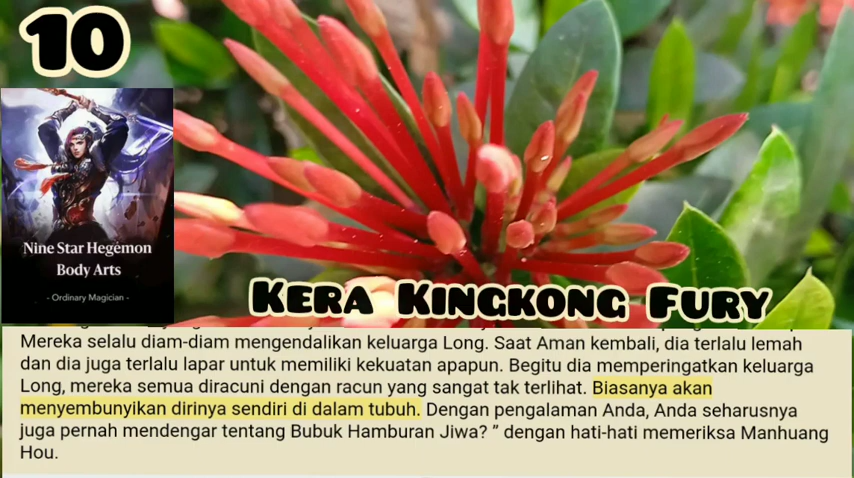 10
Nine Star Hegemon
Body Arts
- Ordinary Magician -
KERA KINGKONG FURY
Mereka selalu diam-diam mengendalikan keluarga Long. Saat Aman kembali, dia terlalu lemah
dan dia juga terlalu lapar untuk memiliki kekuatan apapun. Begitu dia memperingatkan keluarga
Long, mereka semua diracuni dengan racun yang sangat tak terlihat. Biasanya akan
menyembunyikan dirinya sendiri di dalam tubuh. Dengan pengalaman Anda, Anda seharusnya
juga pernah mendengar tentang Bubuk Hamburan Jiwa? ” dengan hati-hati memeriksa Manhuang
Hou.